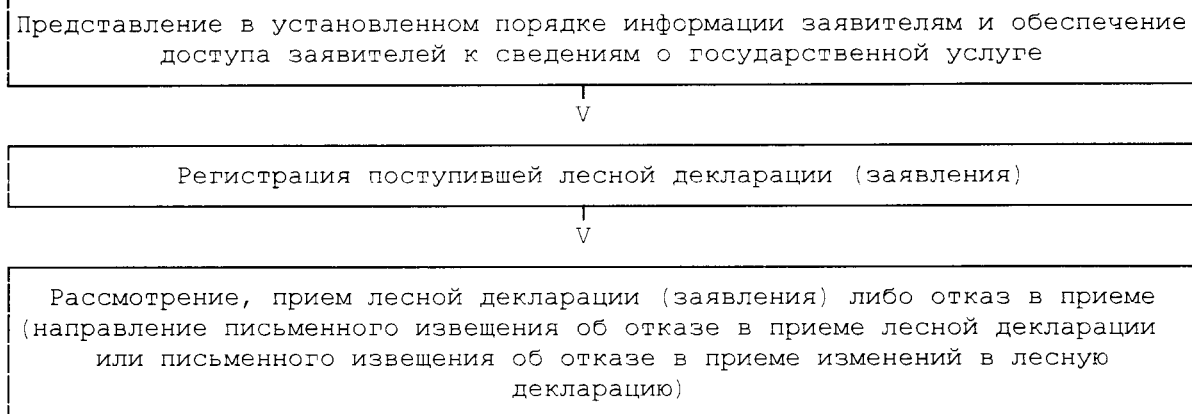 Представление в установленном порядке информации заявителям и обеспечение
доступа заявителей к сведениям о государственной услуге
V
Регистрация поступившей лесной декларации (заявления)
V
Рассмотрение, прием лесной декларации (заявления) либо отказ в приеме
(направление письменного извещения об отказе в приеме лесной декларации
или письменного извещения об отказе в приеме изменений в лесную
декларацию)